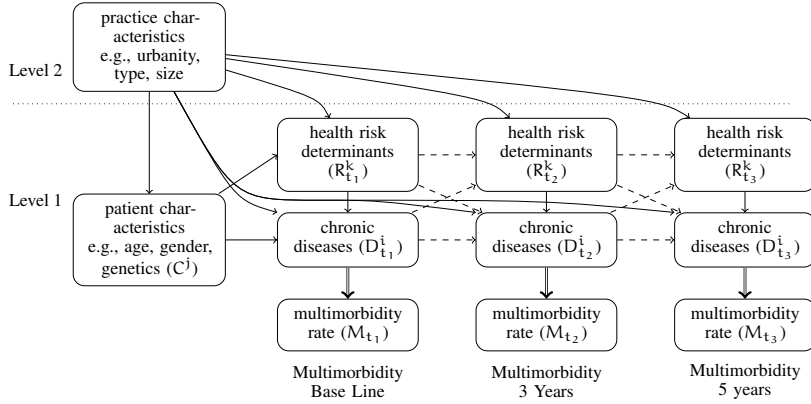 practice char-
acteristics
e.g., urbanity,
type, size
Level 2
health risk
determinants
(R^k_{t_1})
health risk
determinants
(R^k_{t_2})
health risk
determinants
(R^k_{t_3})
Level 1
patient char-
acteristics
e.g., age, gender,
genetics (C^j)
chronic
diseases (D^i_{t_1})
chronic
diseases (D^i_{t_2})
chronic
diseases (D^i_{t_3})
multimorbidity
rate (M_{t_1})
multimorbidity
rate (M_{t_2})
multimorbidity
rate (M_{t_3})
Multimorbidity
Base Line
Multimorbidity
3 Years
Multimorbidity
5 years